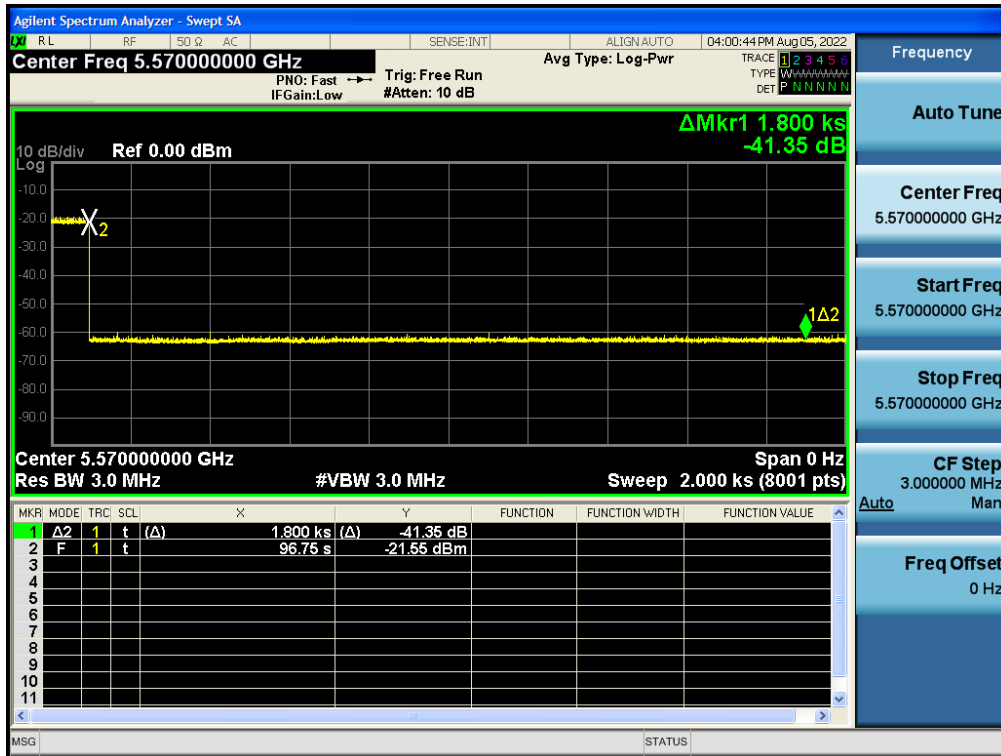 Agilent Spectrum Analyzer - Swept SA
LXI RL RF 50 Ω AC SENSE:INT ALIGN AUTO 04:00:44 PM Aug 05, 2022
Center Freq 5.570000000 GHz
PNO: Fast
IFGain:Low
Trig: Free Run
#Atten: 10 dB
Avg Type: Log-Pwr
TRACE 1 2 3 4 5 6
TYPE
DET P N N N N N
ΔMkr1 1.800 ks
-41.35 dB
10 dB/div Ref 0.00 dBm
Log
-10.0
-20.0
-30.0
-40.0
-50.0
-60.0
-70.0
-80.0
-90.0
2
1Δ2
Center 5.570000000 GHz Span 0 Hz
Res BW 3.0 MHz #VBW 3.0 MHz Sweep 2.000 ks (8001 pts)
MKR MODE TRC SCL X Y FUNCTION FUNCTION WIDTH FUNCTION VALUE
1 Δ2 1 t (Δ) 1.800 ks (Δ) -41.35 dB
2 F 1 t 96.75 s -21.55 dBm
3
4
5
6
7
8
9
10
11
MSG STATUS
Frequency
Auto Tune
Center Freq
5.570000000 GHz
Start Freq
5.570000000 GHz
Stop Freq
5.570000000 GHz
CF Step
3.000000 MHz
Auto Man
Freq Offset
0 Hz